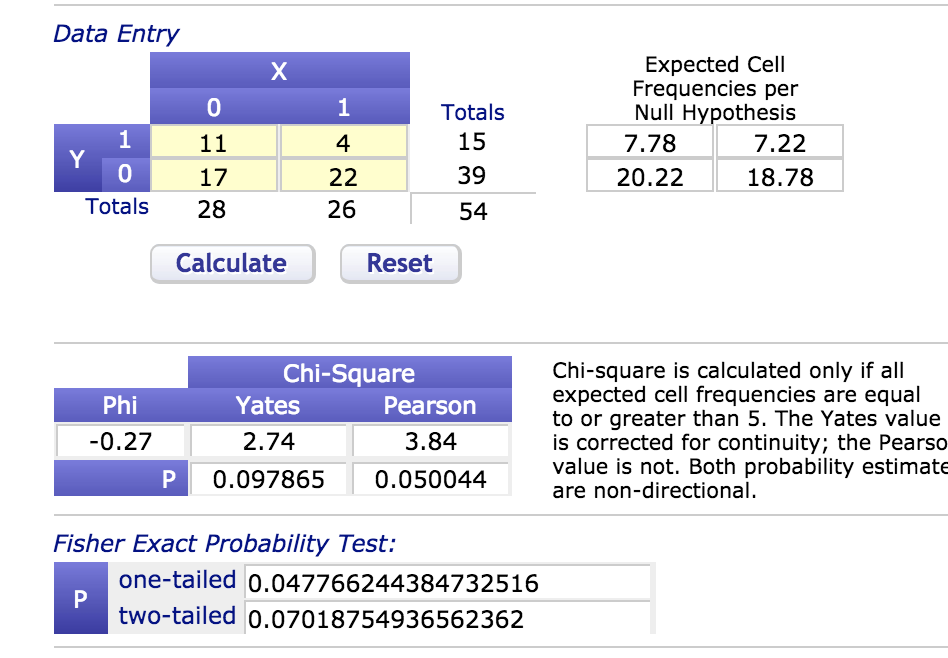 Data Entry
X
0 1
Totals
Y 1 11 4 15
0 17 22 39
Totals 28 26 54
Expected Cell
Frequencies per
Null Hypothesis
7.78 7.22
20.22 18.78
Calculate Reset
Chi-Square
Phi Yates Pearson
-0.27 2.74 3.84
P 0.097865 0.050044
Chi-square is calculated only if all
expected cell frequencies are equal
to or greater than 5. The Yates value
is corrected for continuity; the Pearso
value is not. Both probability estimate
are non-directional.
Fisher Exact Probability Test:
P
one-tailed 0.047766244384732516
two-tailed 0.07018754936562362